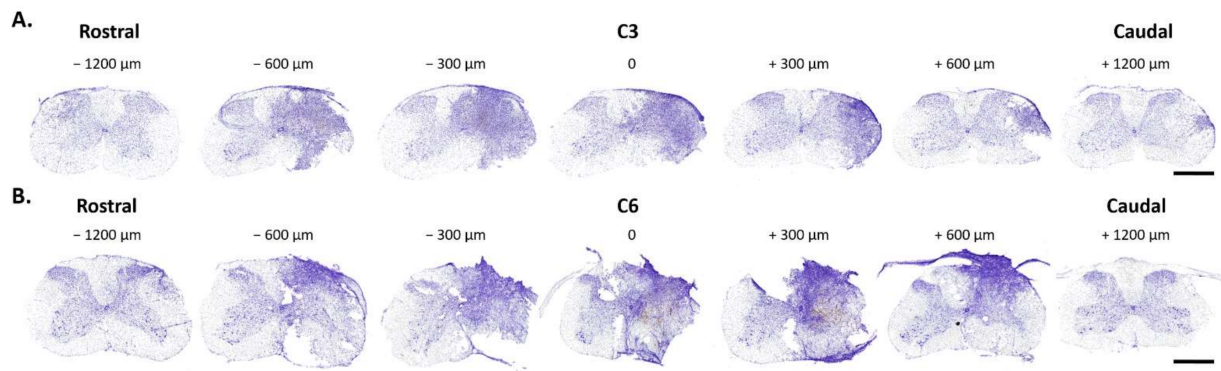 A.
Rostral C3 Caudal
− 1200 µm − 600 µm − 300 µm 0 + 300 µm + 600 µm + 1200 µm
B.
Rostral C6 Caudal
− 1200 µm − 600 µm − 300 µm 0 + 300 µm + 600 µm + 1200 µm